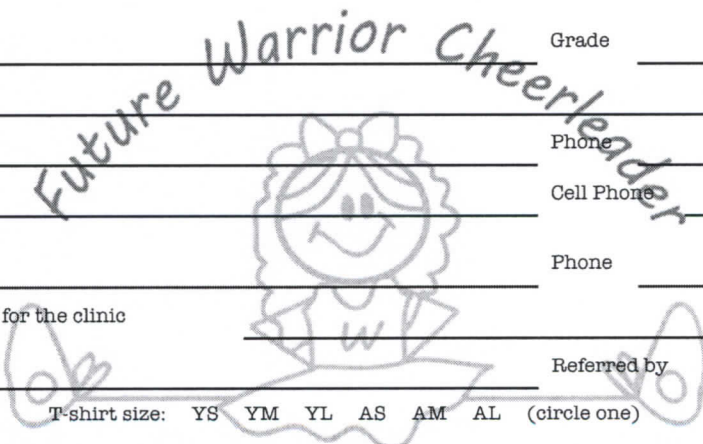 Future Warrior Cheerleader
Grade
Phone
Cell Phone
Phone
for the clinic
W
Referred by
T-shirt size: YS YM YL AS AM AL (circle one)